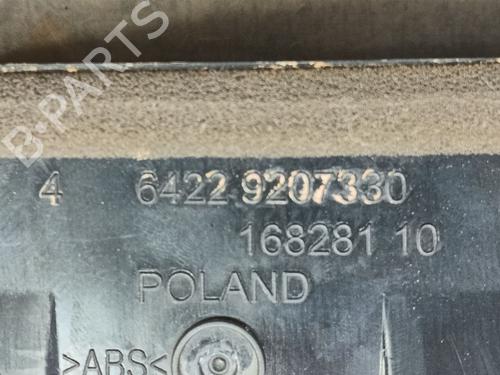 B-PARTS
4 6422 9207330
168281 10
POLAND
>ABS<